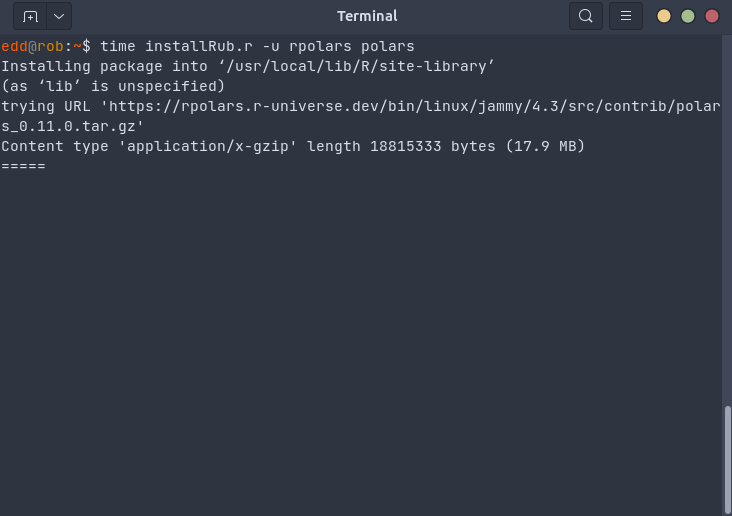 Terminal
edd@rob:~$ time installRub.r -u rpolars polars
Installing package into ‘/usr/local/lib/R/site-library’
(as ‘lib’ is unspecified)
trying URL 'https://rpolars.r-universe.dev/bin/linux/jammy/4.3/src/contrib/polar
s_0.11.0.tar.gz'
Content type 'application/x-gzip' length 18815333 bytes (17.9 MB)
=====